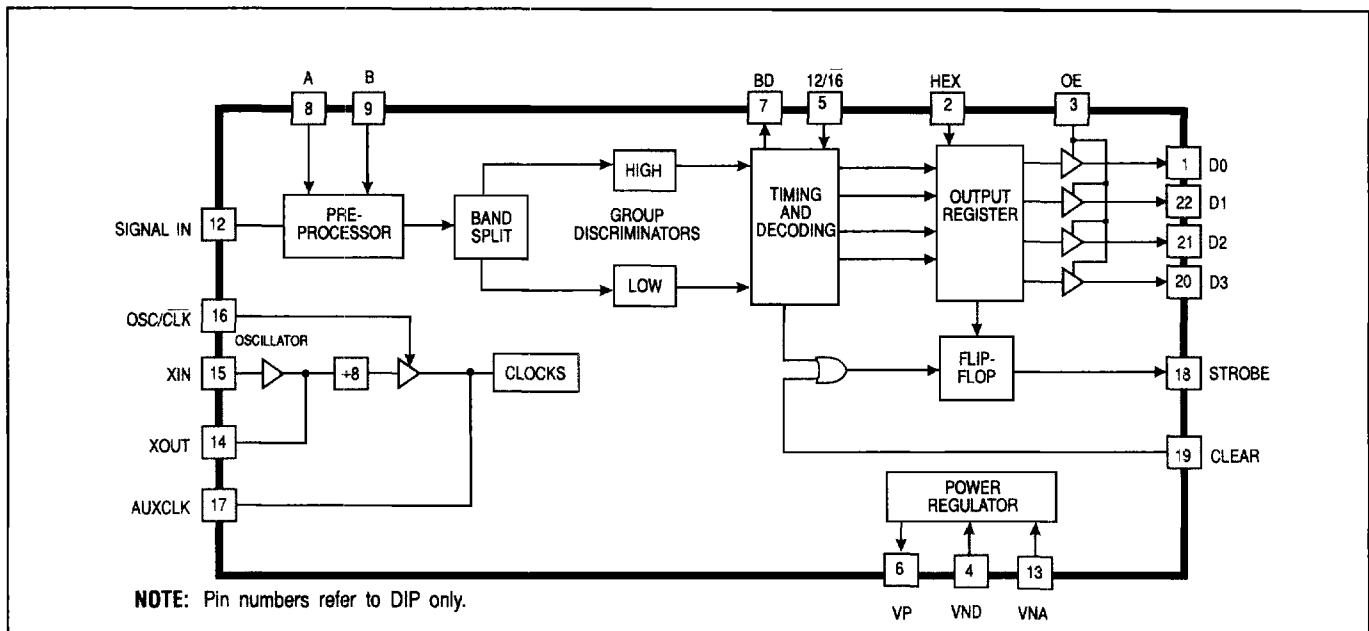 A
B
BD
12/1̅6̅
HEX
OE
8
9
7
5
2
3
SIGNAL IN
12
PRE-
PROCESSOR
BAND
SPLIT
HIGH
GROUP
DISCRIMINATORS
LOW
TIMING
AND
DECODING
OUTPUT
REGISTER
1
D0
22
D1
21
D2
20
D3
OSC/C̅L̅K̅
16
OSCILLATOR
XIN
15
÷8
CLOCKS
FLIP-
FLOP
18
STROBE
XOUT
14
19
CLEAR
AUXCLK
17
POWER
REGULATOR
6
4
13
VP
VND
VNA
NOTE: Pin numbers refer to DIP only.